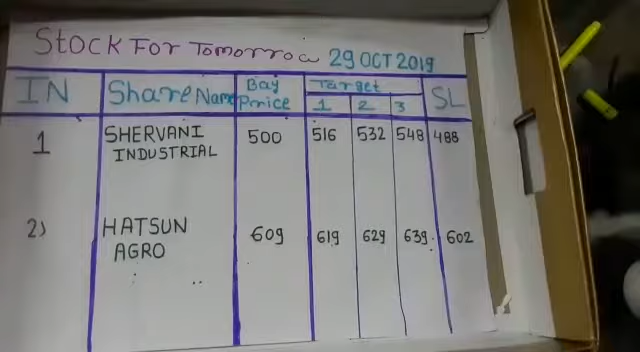 Stock For Tomorrow 29 OCT 2019
IN Share Name Bay Price Target 1 2 3 SL
1 SHERVANI INDUSTRIAL 500 516 532 548 488
2) HATSUN AGRO 609 619 629 639. 602